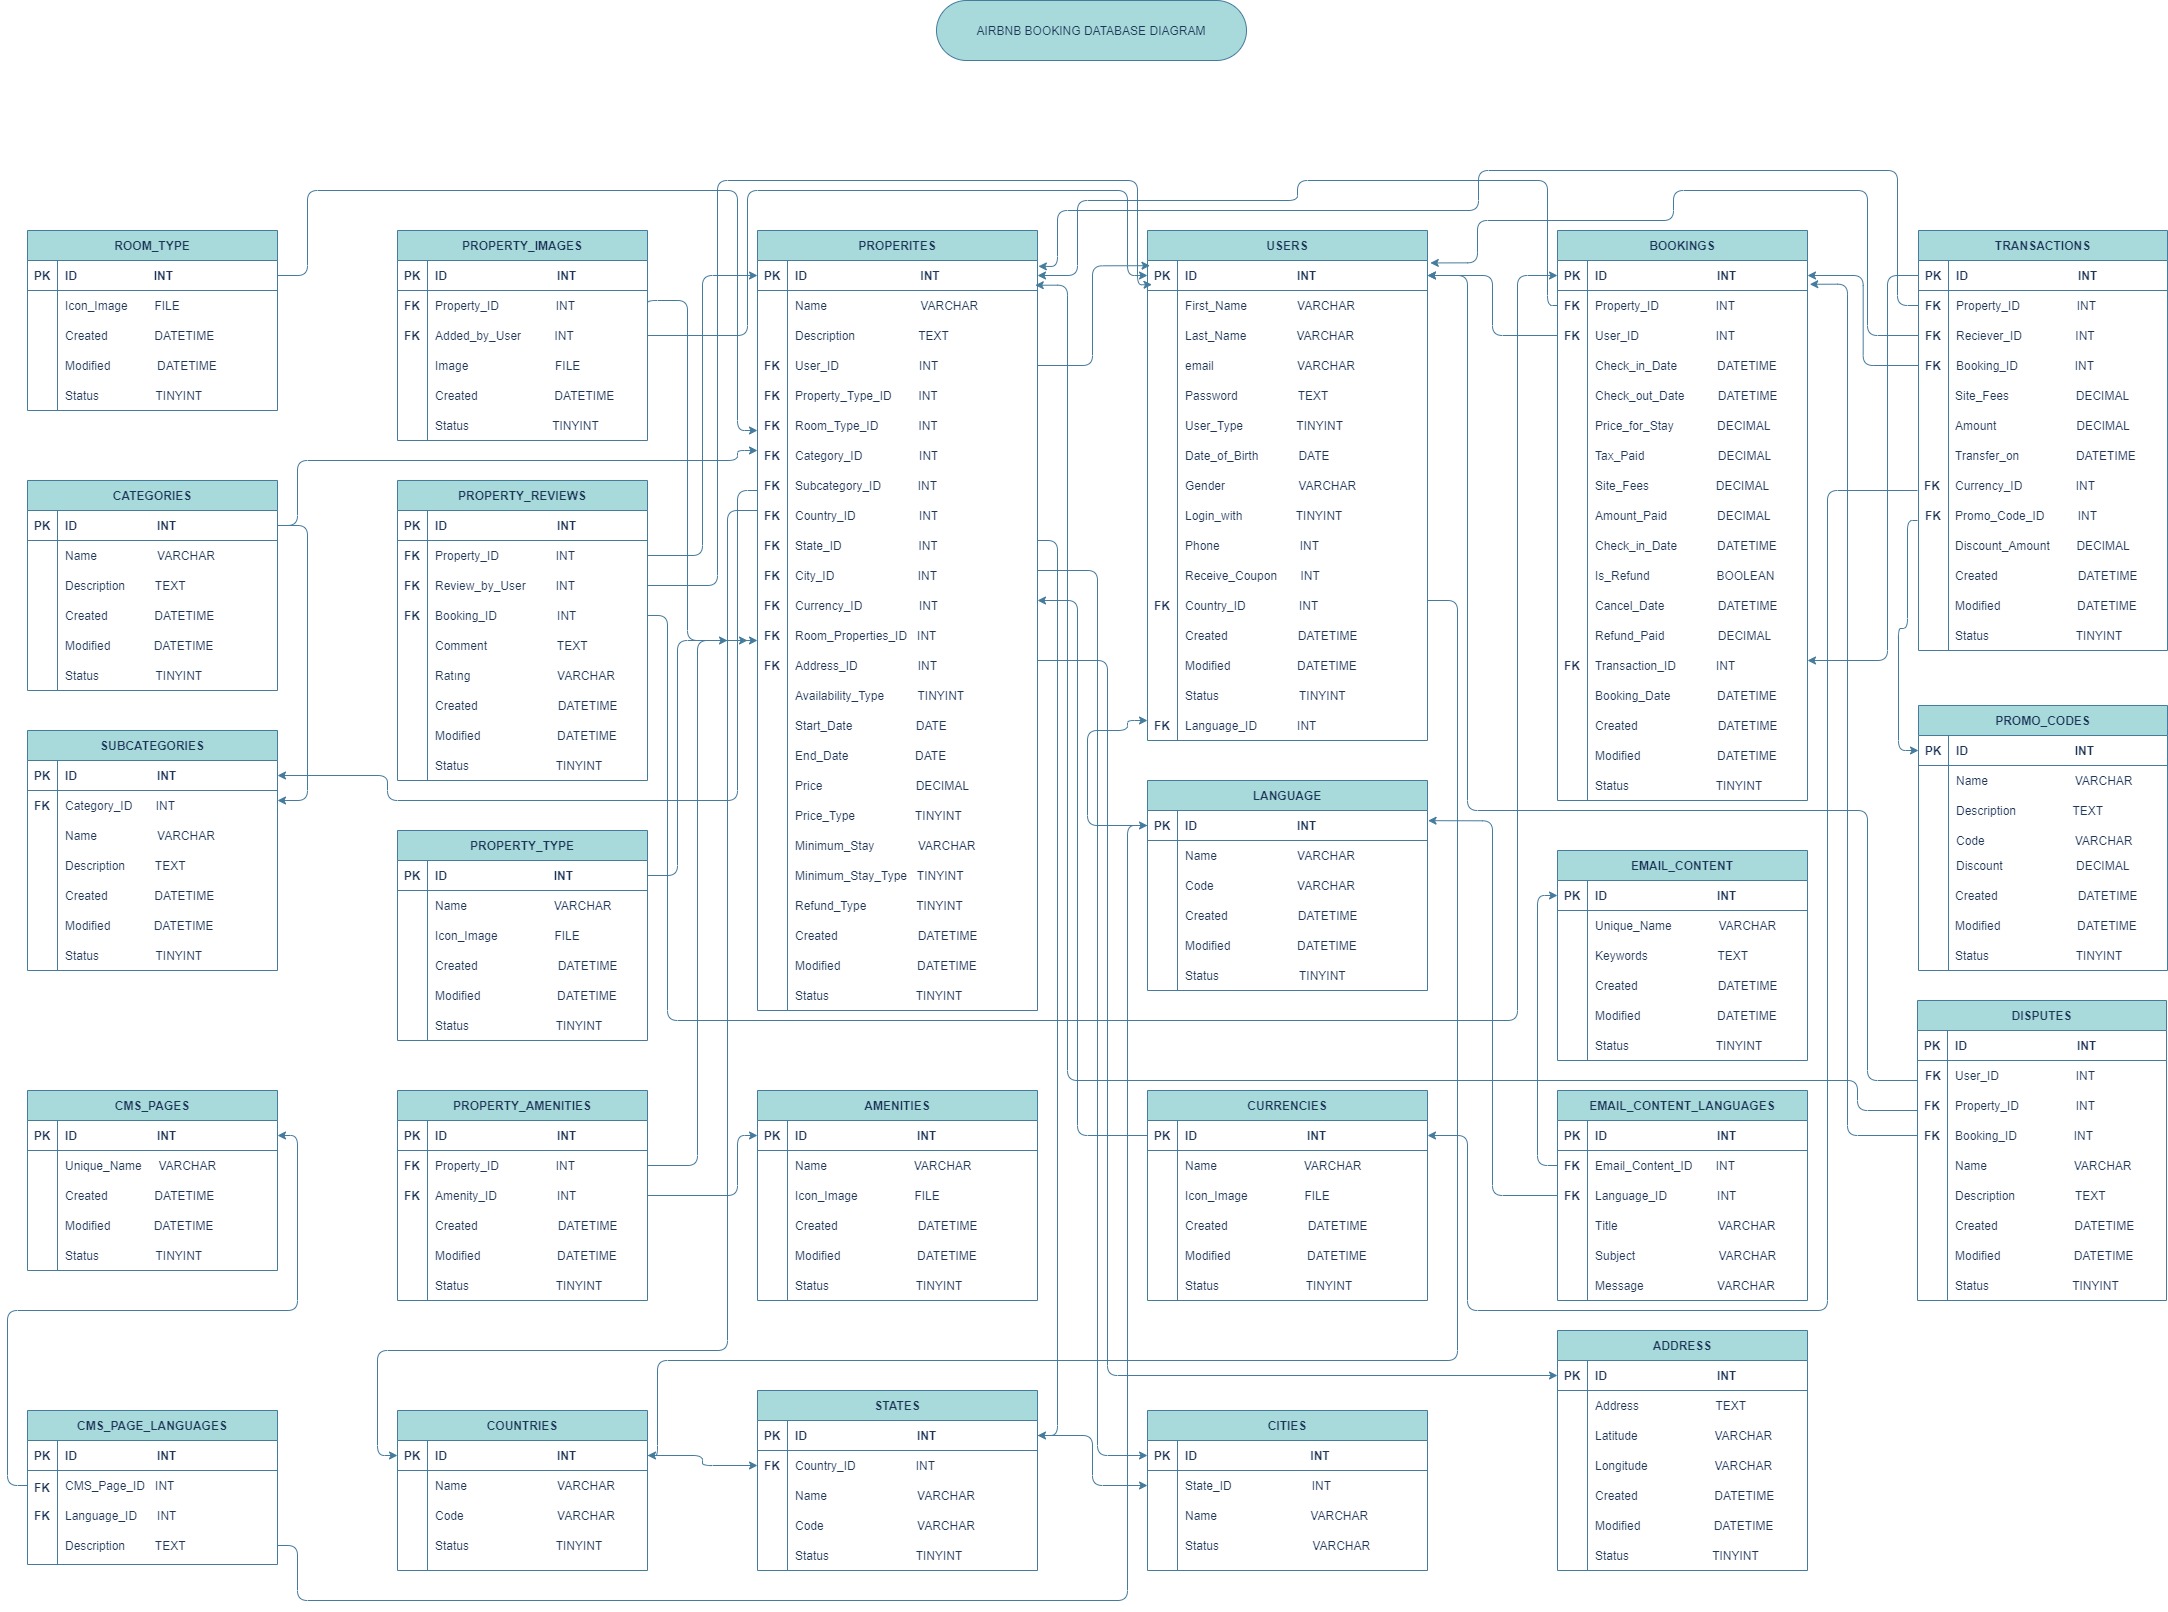 AIRBNB BOOKING DATABASE DIAGRAM
ROOM_TYPE
PK ID INT
Icon_Image FILE
Created DATETIME
Modified DATETIME
Status TINYINT
CATEGORIES
PK ID INT
Name VARCHAR
Description TEXT
Created DATETIME
Modified DATETIME
Status TINYINT
SUBCATEGORIES
PK ID INT
FK Category_ID INT
Name VARCHAR
Description TEXT
Created DATETIME
Modified DATETIME
Status TINYINT
CMS_PAGES
PK ID INT
Unique_Name VARCHAR
Created DATETIME
Modified DATETIME
Status TINYINT
CMS_PAGE_LANGUAGES
PK ID INT
FK CMS_Page_ID INT
FK Language_ID INT
Description TEXT
PROPERTY_IMAGES
PK ID INT
FK Property_ID INT
FK Added_by_User INT
Image FILE
Created DATETIME
Status TINYINT
PROPERTY_REVIEWS
PK ID INT
FK Property_ID INT
FK Review_by_User INT
FK Booking_ID INT
Comment TEXT
Rating VARCHAR
Created DATETIME
Modified DATETIME
Status TINYINT
PROPERTY_TYPE
PK ID INT
Name VARCHAR
Icon_Image FILE
Created DATETIME
Modified DATETIME
Status TINYINT
PROPERTY_AMENITIES
PK ID INT
FK Property_ID INT
FK Amenity_ID INT
Created DATETIME
Modified DATETIME
Status TINYINT
COUNTRIES
PK ID INT
Name VARCHAR
Code VARCHAR
Status TINYINT
PROPERITES
PK ID INT
Name VARCHAR
Description TEXT
FK User_ID INT
FK Property_Type_ID INT
FK Room_Type_ID INT
FK Category_ID INT
FK Subcategory_ID INT
FK Country_ID INT
FK State_ID INT
FK City_ID INT
FK Currency_ID INT
FK Room_Properties_ID INT
FK Address_ID INT
Availability_Type TINYINT
Start_Date DATE
End_Date DATE
Price DECIMAL
Price_Type TINYINT
Minimum_Stay VARCHAR
Minimum_Stay_Type TINYINT
Refund_Type TINYINT
Created DATETIME
Modified DATETIME
Status TINYINT
AMENITIES
PK ID INT
Name VARCHAR
Icon_Image FILE
Created DATETIME
Modified DATETIME
Status TINYINT
STATES
PK ID INT
FK Country_ID INT
Name VARCHAR
Code VARCHAR
Status TINYINT
USERS
PK ID INT
First_Name VARCHAR
Last_Name VARCHAR
email VARCHAR
Password TEXT
User_Type TINYINT
Date_of_Birth DATE
Gender VARCHAR
Login_with TINYINT
Phone INT
Receive_Coupon INT
FK Country_ID INT
Created DATETIME
Modified DATETIME
Status TINYINT
FK Language_ID INT
LANGUAGE
PK ID INT
Name VARCHAR
Code VARCHAR
Created DATETIME
Modified DATETIME
Status TINYINT
CURRENCIES
PK ID INT
Name VARCHAR
Icon_Image FILE
Created DATETIME
Modified DATETIME
Status TINYINT
CITIES
PK ID INT
State_ID INT
Name VARCHAR
Status VARCHAR
BOOKINGS
PK ID INT
FK Property_ID INT
FK User_ID INT
Check_in_Date DATETIME
Check_out_Date DATETIME
Price_for_Stay DECIMAL
Tax_Paid DECIMAL
Site_Fees DECIMAL
Amount_Paid DECIMAL
Check_in_Date DATETIME
Is_Refund BOOLEAN
Cancel_Date DATETIME
Refund_Paid DECIMAL
FK Transaction_ID INT
Booking_Date DATETIME
Created DATETIME
Modified DATETIME
Status TINYINT
EMAIL_CONTENT
PK ID INT
Unique_Name VARCHAR
Keywords TEXT
Created DATETIME
Modified DATETIME
Status TINYINT
EMAIL_CONTENT_LANGUAGES
PK ID INT
FK Email_Content_ID INT
FK Language_ID INT
Title VARCHAR
Subject VARCHAR
Message VARCHAR
ADDRESS
PK ID INT
Address TEXT
Latitude VARCHAR
Longitude VARCHAR
Created DATETIME
Modified DATETIME
Status TINYINT
TRANSACTIONS
PK ID INT
FK Property_ID INT
FK Reciever_ID INT
FK Booking_ID INT
Site_Fees DECIMAL
Amount DECIMAL
Transfer_on DATETIME
FK Currency_ID INT
FK Promo_Code_ID INT
Discount_Amount DECIMAL
Created DATETIME
Modified DATETIME
Status TINYINT
PROMO_CODES
PK ID INT
Name VARCHAR
Description TEXT
Code VARCHAR
Discount DECIMAL
Created DATETIME
Modified DATETIME
Status TINYINT
DISPUTES
PK ID INT
FK User_ID INT
FK Property_ID INT
FK Booking_ID INT
Name VARCHAR
Description TEXT
Created DATETIME
Modified DATETIME
Status TINYINT